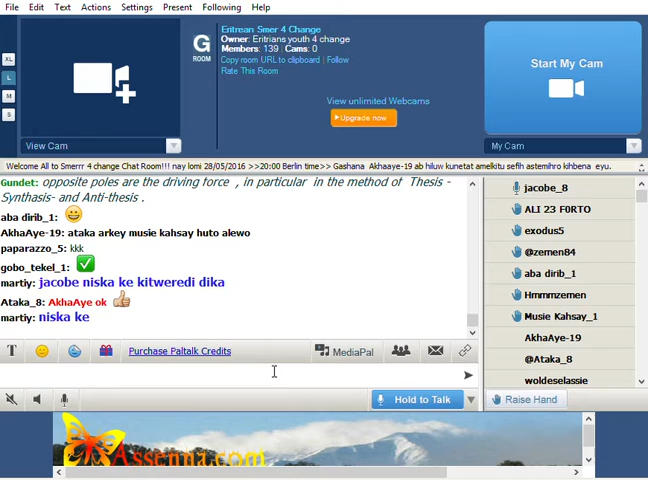 File Edit Text Actions Settings Present Following Help
Eritrean Smer 4 Change
Owner: Eritrians youth 4 change
Members: 139 | Cams: 0
Copy room URL to clipboard | Follow
Rate This Room
G
ROOM
XL
L
M
S
View unlimited Webcams
Upgrade now
Start My Cam
View Cam
My Cam
Welcome All to Smerrr 4 change Chat Room!!! nay lomi 28/05/2016 >>20:00 Berlin time>> Gashana Akhaaye-19 ab hiluw kunetat amelkitu sefih astemihro kihbena eyu.
Gundet: opposite poles are the driving force , in particular in the method of Thesis -
Synthasis- and Anti-thesis .
aba dirib_1:
AkhaAye-19: ataka arkey musie kahsay huto alewo
paparazzo_5: kkk
gobo_tekel_1:
martiy: jacobe niska ke kitweredi dika
Ataka_8: AkhaAye ok
martiy: niska ke
jacobe_8
ALI 23 F0RTO
exodus5
@zemen84
aba dirib_1
Hmmmzemen
Musie Kahsay_1
AkhaAye-19
@Ataka_8
woldeselassie
T
Purchase Paltalk Credits
MediaPal
Hold to Talk
Raise Hand
Assenna.com